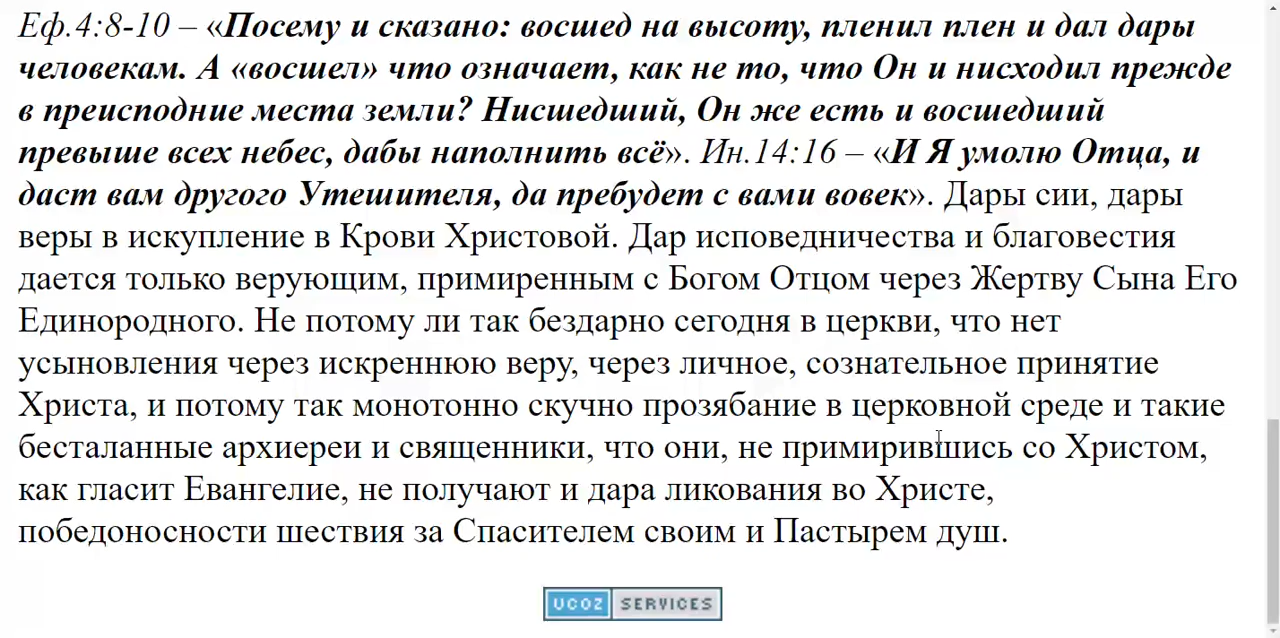 Еф.4:8-10 – «Посему и сказано: восшед на высоту, пленил плен и дал дары
человекам. А «восшел» что означает, как не то, что Он и нисходил прежде
в преисподние места земли? Нисшедший, Он же есть и восшедший
превыше всех небес, дабы наполнить всё». Ин.14:16 – «И Я умолю Отца, и
даст вам другого Утешителя, да пребудет с вами вовек». Дары сии, дары
веры в искупление в Крови Христовой. Дар исповедничества и благовестия
дается только верующим, примиренным с Богом Отцом через Жертву Сына Его
Единородного. Не потому ли так бездарно сегодня в церкви, что нет
усыновления через искреннюю веру, через личное, сознательное принятие
Христа, и потому так монотонно скучно прозябание в церковной среде и такие
бесталанные архиереи и священники, что они, не примирившись со Христом,
как гласит Евангелие, не получают и дара ликования во Христе,
победоносности шествия за Спасителем своим и Пастырем душ.
UCOZ SERVICES